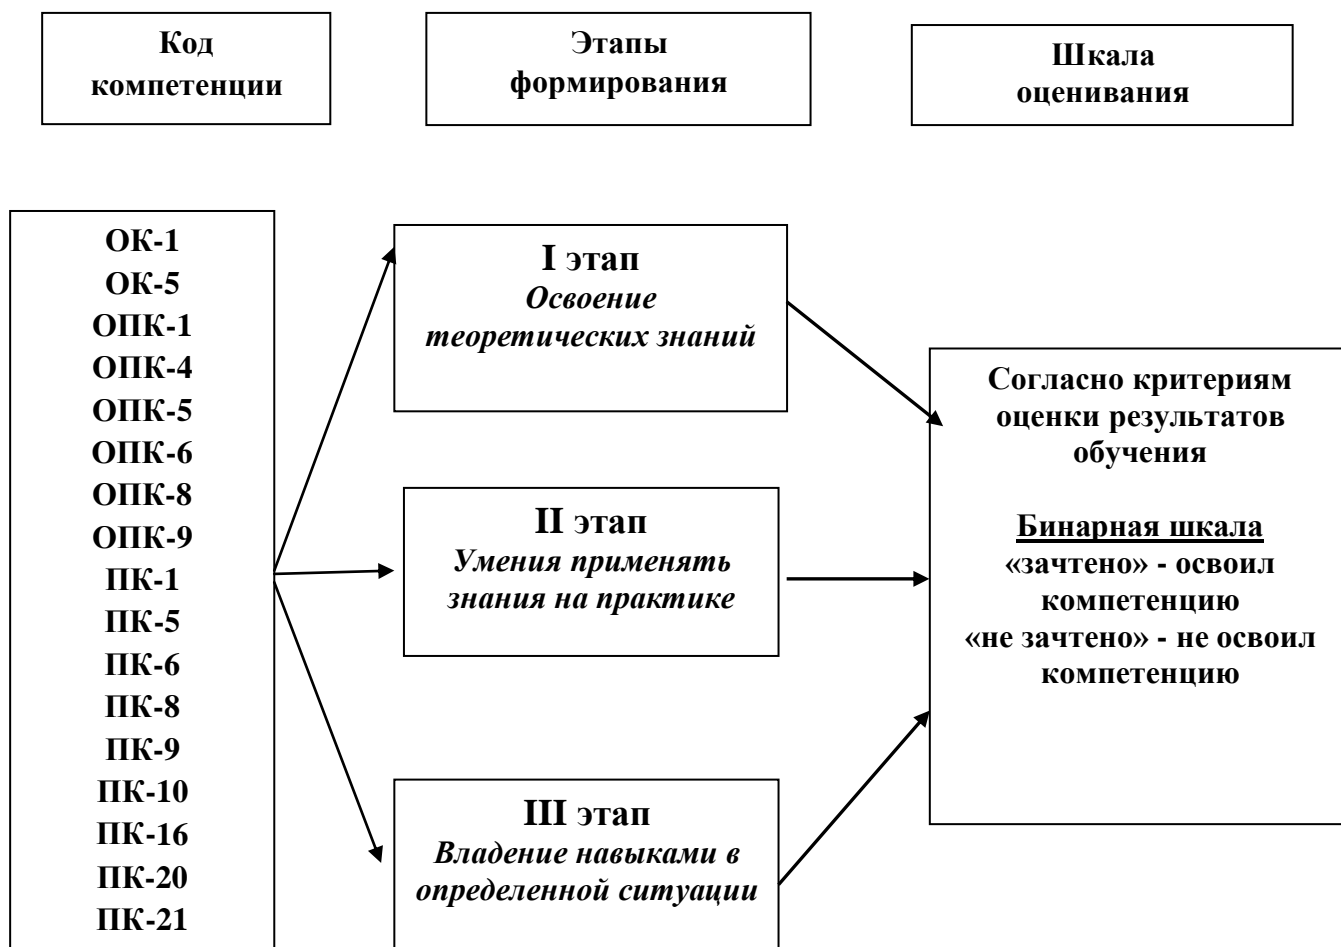 Код
компетенции
Этапы
формирования
Шкала
оценивания
ОК-1
ОК-5
ОПК-1
ОПК-4
ОПК-5
ОПК-6
ОПК-8
ОПК-9
ПК-1
ПК-5
ПК-6
ПК-8
ПК-9
ПК-10
ПК-16
ПК-20
ПК-21
I этап
Освоение
теоретических знаний
II этап
Умения применять
знания на практике
III этап
Владение навыками в
определенной ситуации
Согласно критериям
оценки результатов
обучения
Бинарная шкала
«зачтено» - освоил
компетенцию
«не зачтено» - не освоил
компетенцию